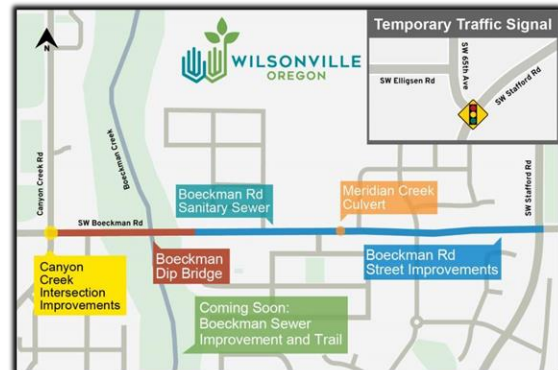 Temporary Traffic Signal
SW 65th Ave
SW Elligsen Rd
SW Stafford Rd
N
WILSONVILLE
OREGON
Canyon Creek Rd
Boeckman Creek
SW Boeckman Rd
SW Stafford Rd
Boeckman Rd
Sanitary Sewer
Meridian Creek
Culvert
Canyon
Creek
Intersection
Improvements
Boeckman
Dip Bridge
Boeckman Rd
Street Improvements
Coming Soon:
Boeckman Sewer
Improvement and Trail